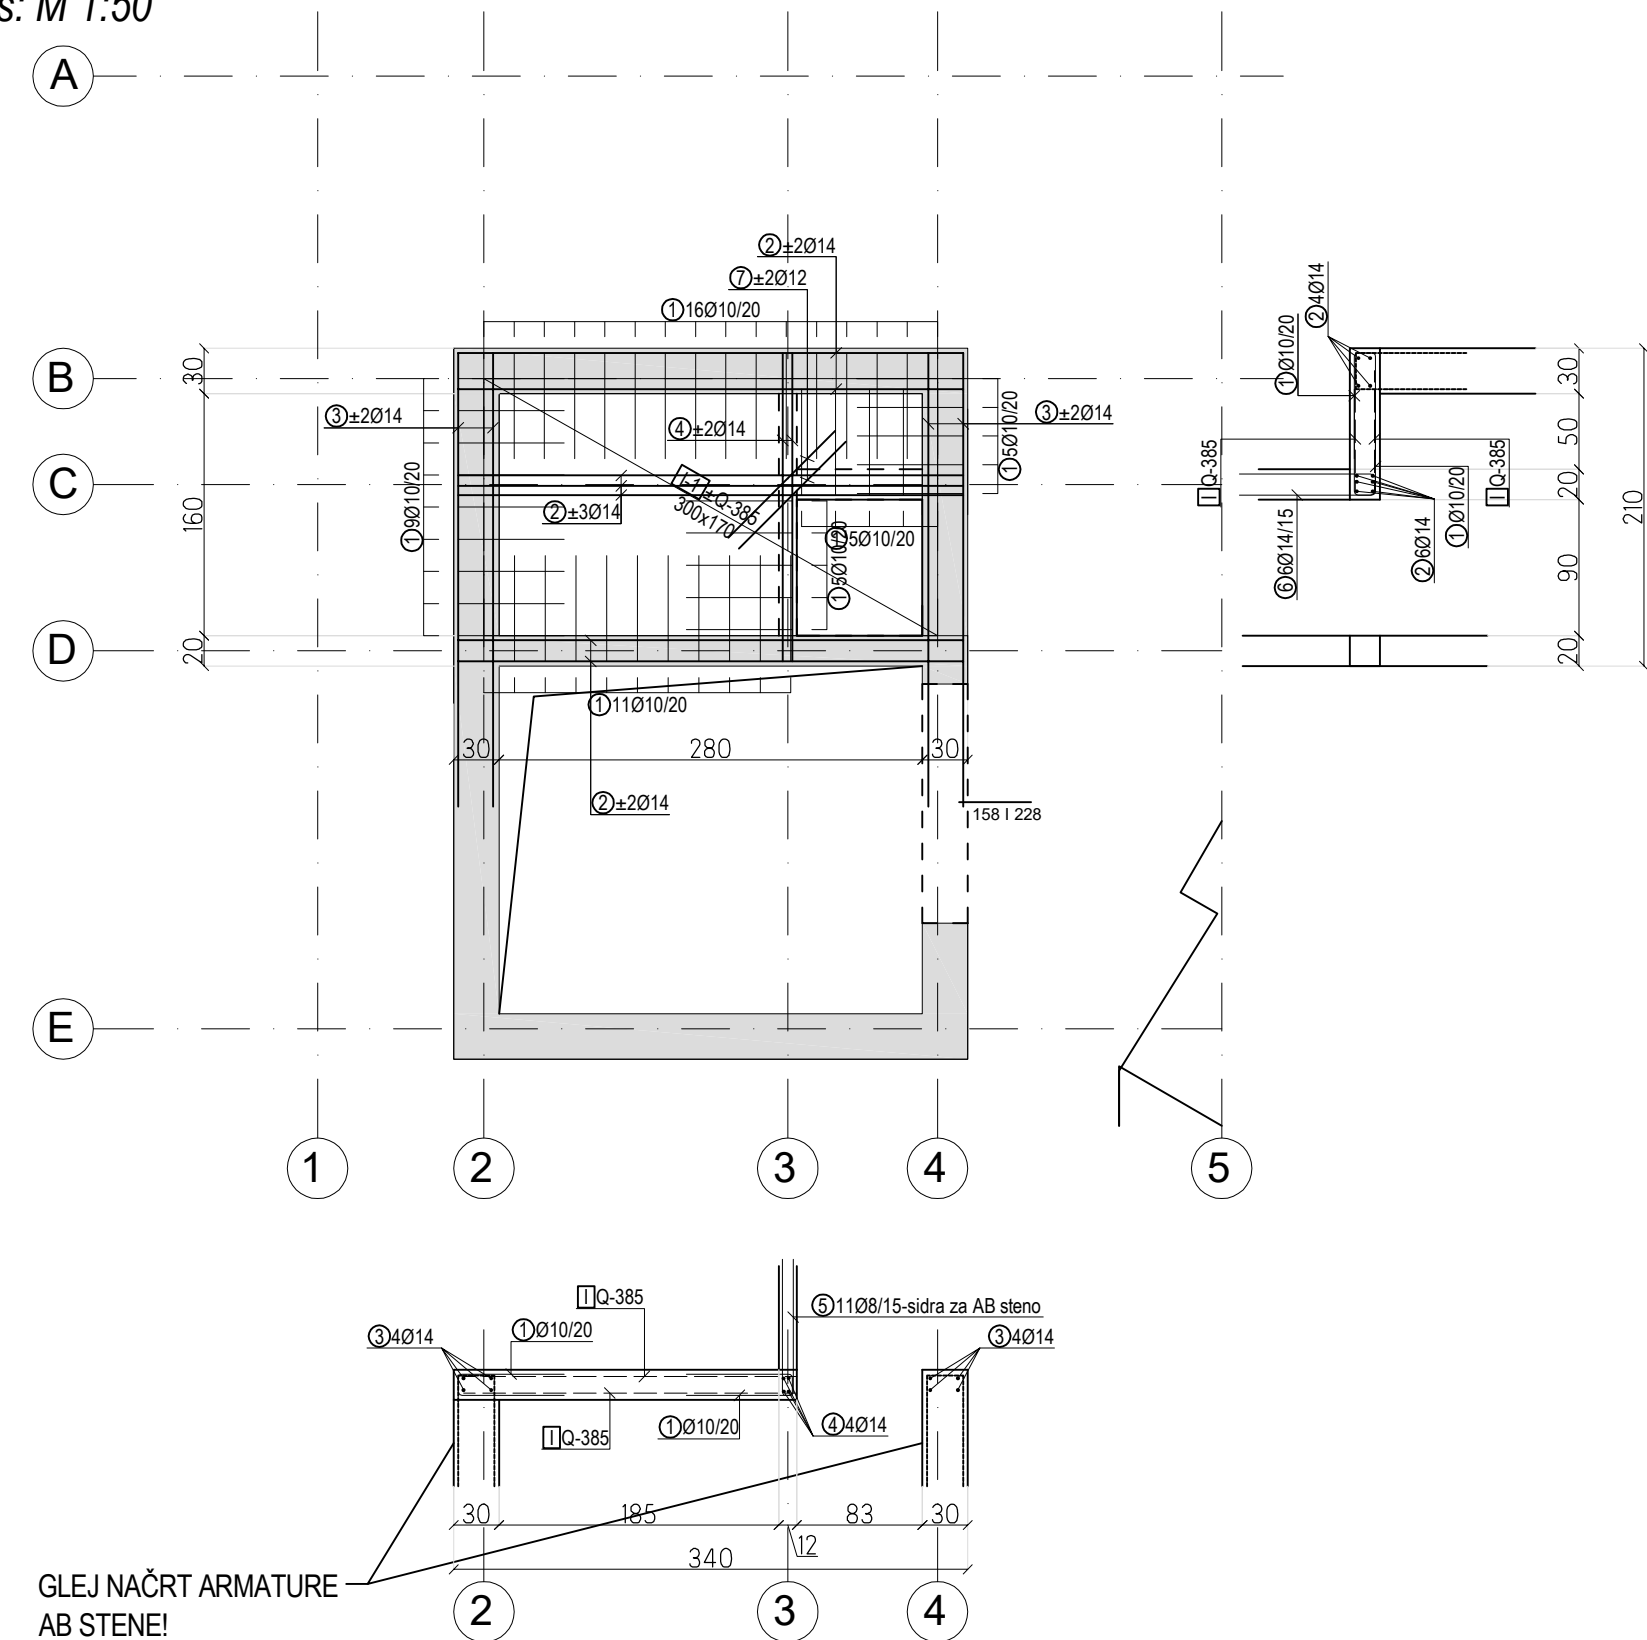 s: M 1:50
A
②±2Ø14
⑦±2Ø12
①16Ø10/20
②4Ø14
①Ø10/20
B
30
30
③±2Ø14
④±2Ø14
①5Ø10/20
③±2Ø14
50
I Q-385
I Q-385
C
①9Ø10/20
I-1 ±Q-385
300x170
20
160
②±3Ø14
①5Ø10/20
①5Ø10/20
210
⑥6Ø14/15
②6Ø14
①Ø10/20
90
D
20
20
①11Ø10/20
30
280
30
②±2Ø14
158 I 228
E
1
2
3
4
5
I Q-385
⑤11Ø8/15-sidra za AB steno
③4Ø14
①Ø10/20
③4Ø14
I Q-385
①Ø10/20
④4Ø14
30
185
83
30
12
340
GLEJ NAČRT ARMATURE
AB STENE!
2
3
4